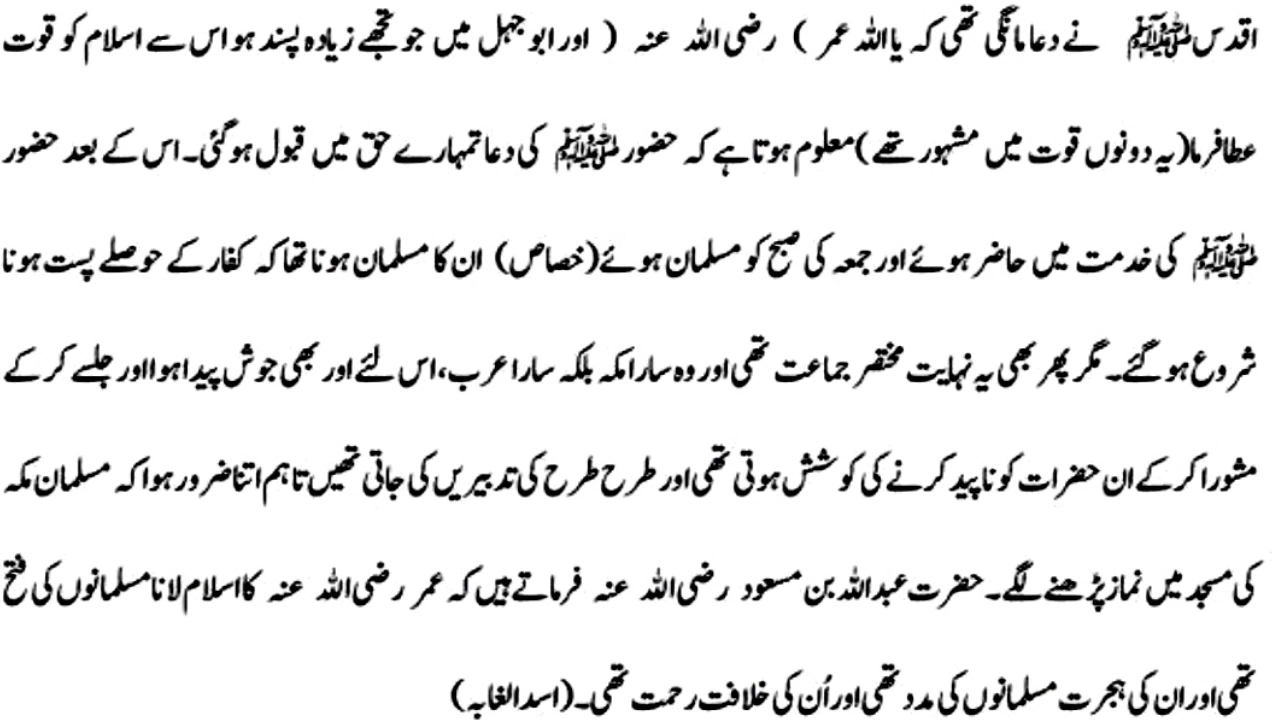 اقدس ﷺ نے دعا مانگی تھی کہ یا اللہ عمر ) رضی اللہ عنہ ( اور ابو جہل میں جو تجھے زیادہ پسند ہو اس سے اسلام کو قوت
عطا فرما(یہ دونوں قوت میں مشہور تھے)معلوم ہوتا ہے کہ حضور ﷺ کی دعا تمہارے حق میں قبول ہو گئی۔ اس کے بعد حضور
ﷺ کی خدمت میں حاضر ہوئے اور جمعہ کی صبح کو مسلمان ہوئے(خصاص) ان کا مسلمان ہونا تھا کہ کفار کے حوصلے پست ہونا
شروع ہو گئے۔ مگر پھر بھی یہ نہایت مختصر جماعت تھی اور وہ سارا مکہ بلکہ سارا عرب، اس لئے اور بھی جوش پیدا ہوا اور جلسے کر کے
مشورا کر کے ان حضرات کو ناپید کرنے کی کوشش ہوتی تھی اور طرح طرح کی تدبیریں کی جاتی تھیں تاہم اتنا ضرور ہوا کہ مسلمان مکہ
کی مسجد میں نماز پڑھنے لگے۔ حضرت عبداللہ بن مسعود رضی اللہ عنہ فرماتے ہیں کہ عمر رضی اللہ عنہ کا اسلام لانا مسلمانوں کی فتح
تھی اور ان کی ہجرت مسلمانوں کی مدد تھی اور اُن کی خلافت رحمت تھی۔(اسد الغابہ)